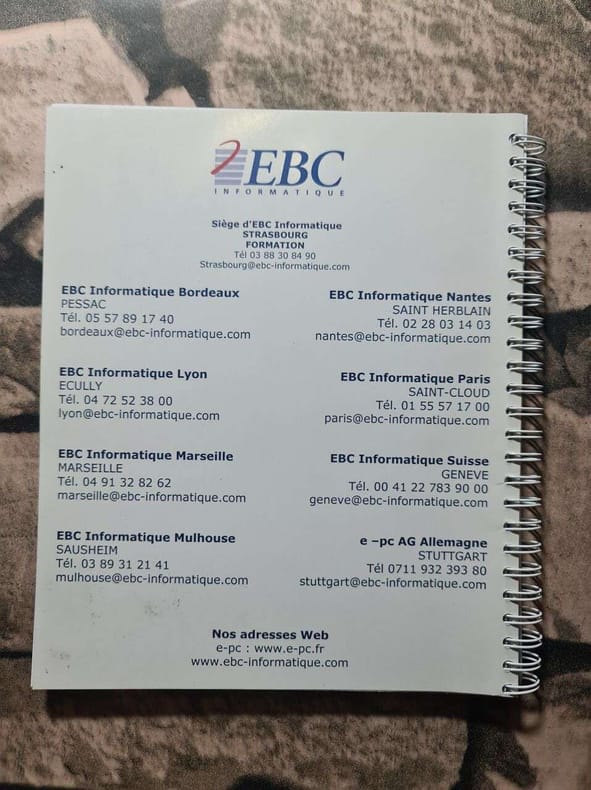 EBC
INFORMATIQUE
Siège d'EBC Informatique
STRASBOURG
FORMATION
Tél 03 88 30 84 90
Strasbourg@ebc-informatique.com
EBC Informatique Bordeaux
PESSAC
Tél. 05 57 89 17 40
bordeaux@ebc-informatique.com
EBC Informatique Nantes
SAINT HERBLAIN
Tél. 02 28 03 14 03
nantes@ebc-informatique.com
EBC Informatique Lyon
ECULLY
Tél. 04 72 52 38 00
lyon@ebc-informatique.com
EBC Informatique Paris
SAINT-CLOUD
Tél. 01 55 57 17 00
paris@ebc-informatique.com
EBC Informatique Marseille
MARSEILLE
Tél. 04 91 32 82 62
marseille@ebc-informatique.com
EBC Informatique Suisse
GENEVE
Tél. 00 41 22 783 90 00
geneve@ebc-informatique.com
EBC Informatique Mulhouse
SAUSHEIM
Tél. 03 89 31 21 41
mulhouse@ebc-informatique.com
e –pc AG Allemagne
STUTTGART
Tél 0711 932 393 80
stuttgart@ebc-informatique.com
Nos adresses Web
e-pc : www.e-pc.fr
www.ebc-informatique.com